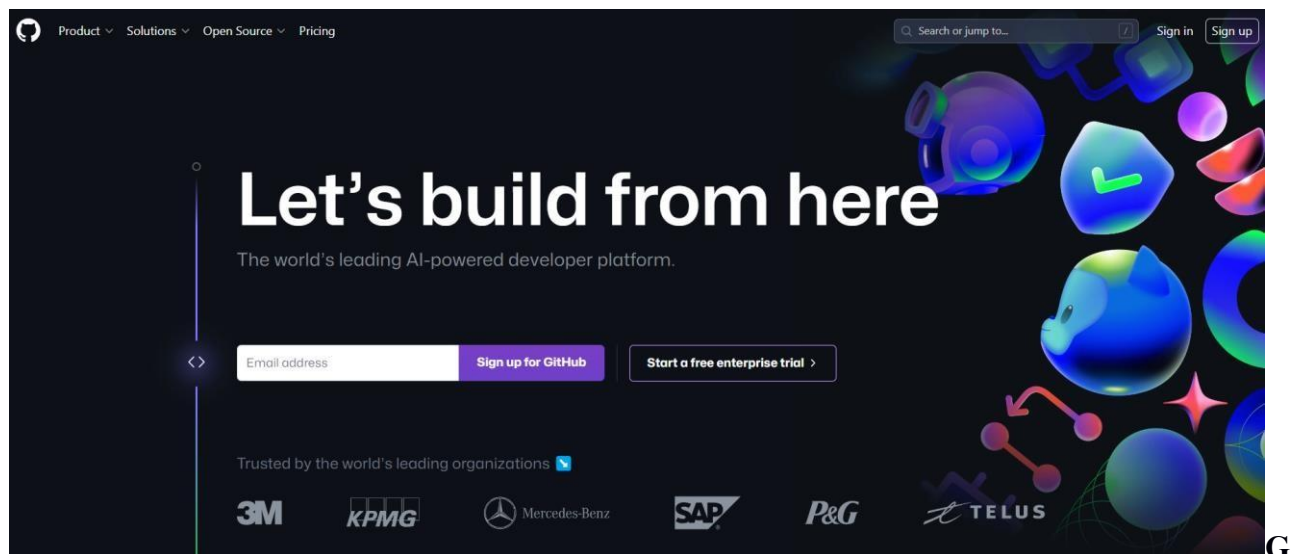 Product Solutions Open Source Pricing Search or jump to... / Sign in Sign up
Let's build from here
The world's leading AI-powered developer platform.
Email address Sign up for GitHub Start a free enterprise trial >
Trusted by the world's leading organizations
3M KPMG Mercedes-Benz SAP P&G TELUS
G